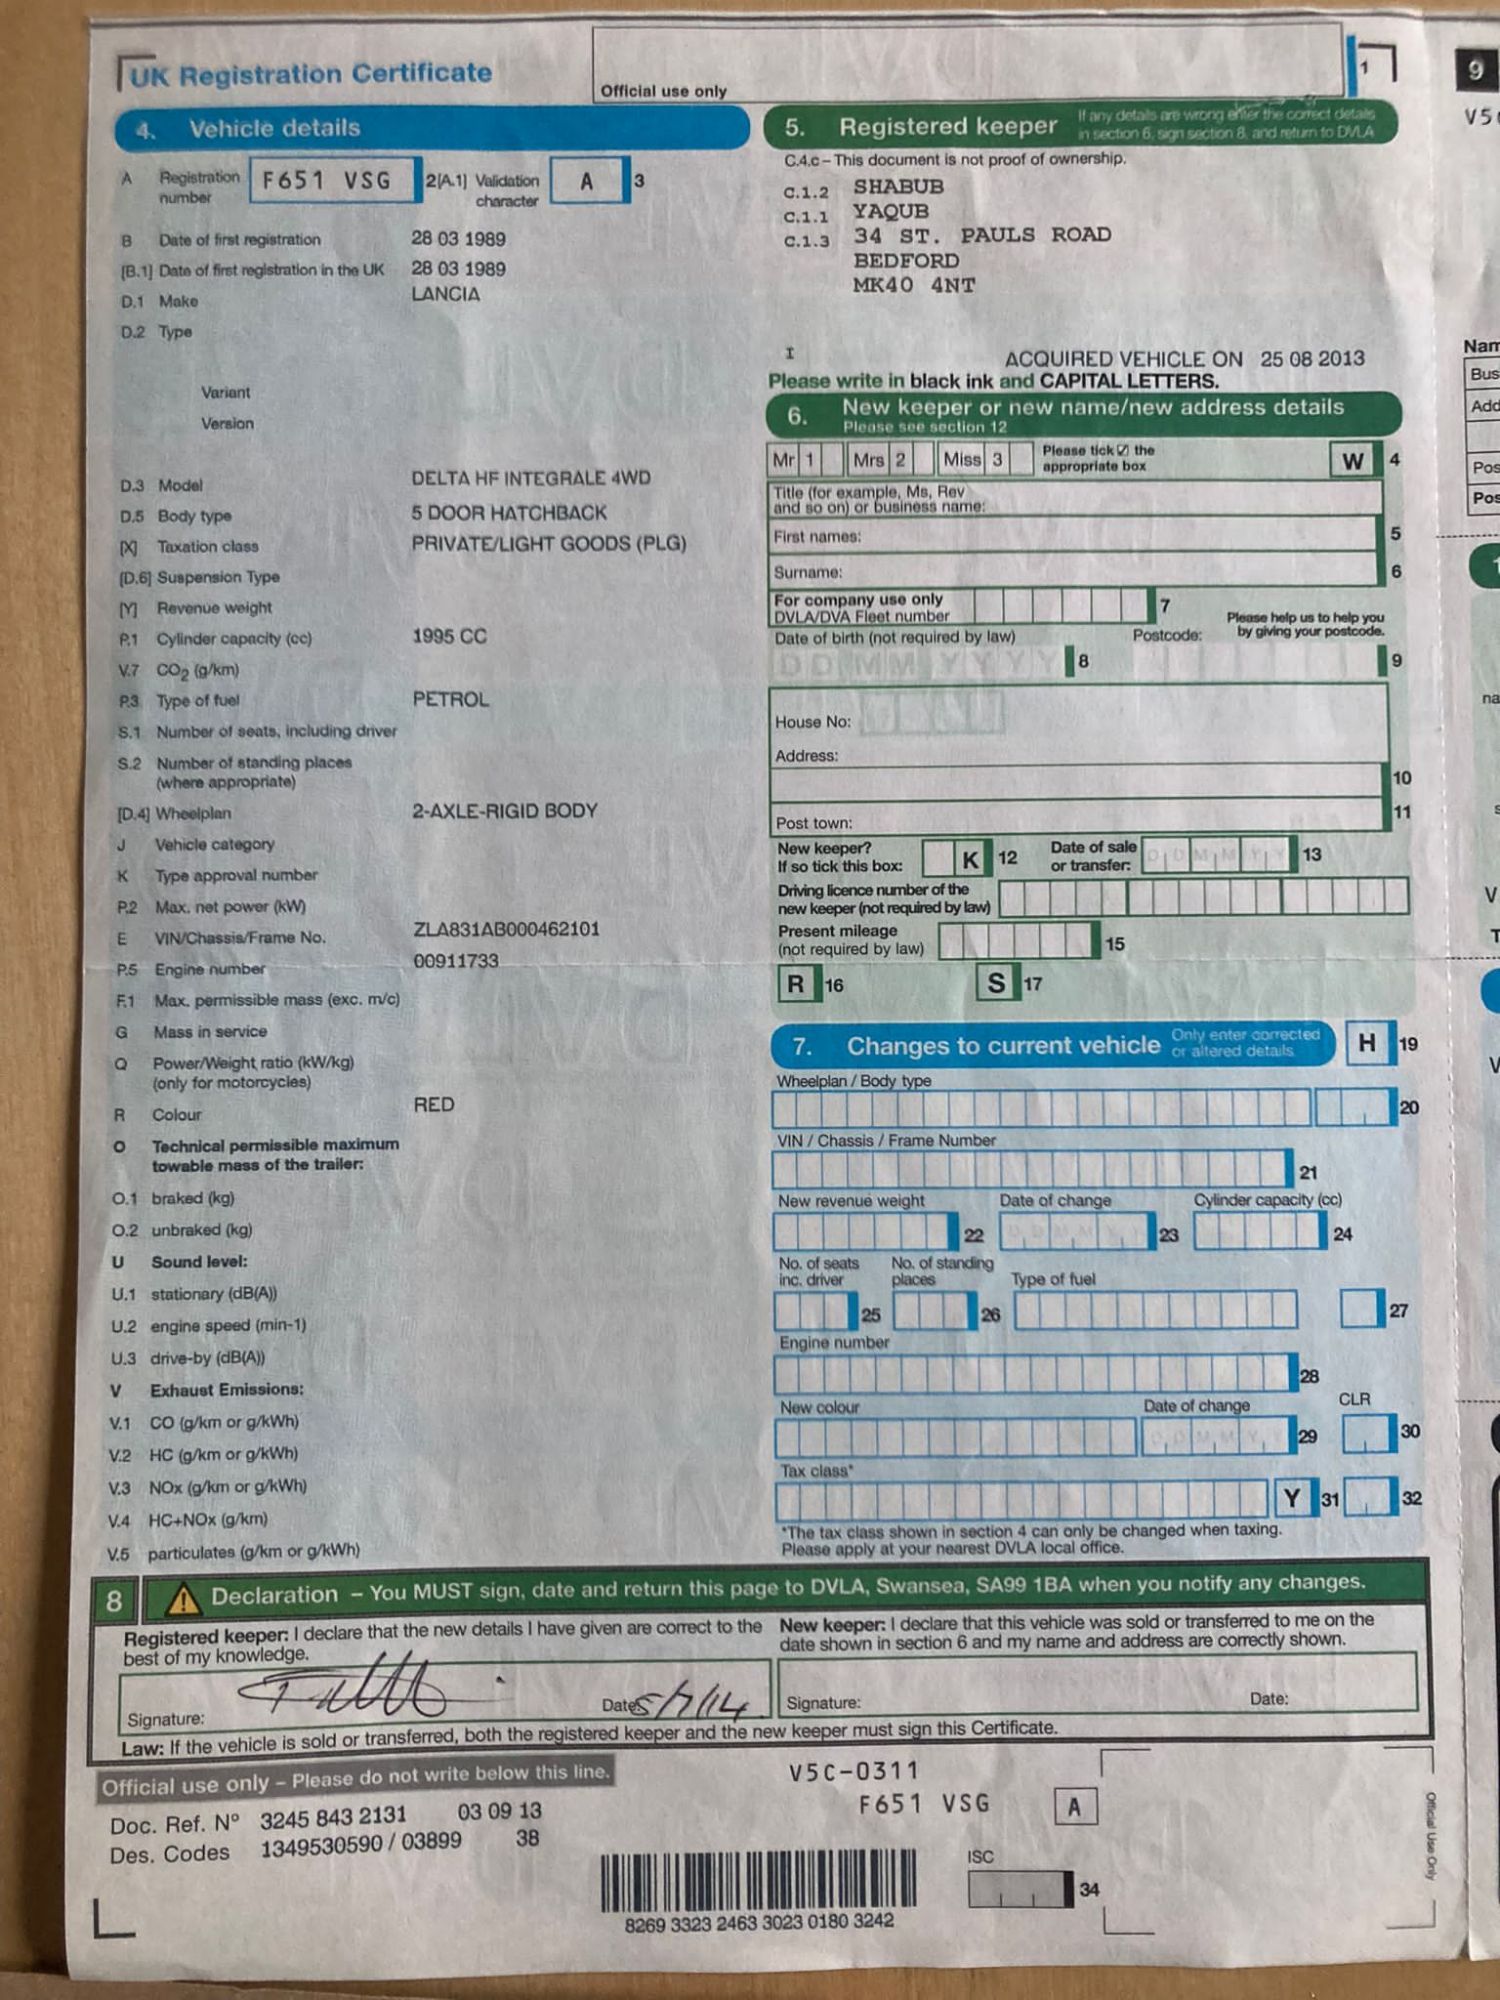 UK Registration Certificate
Official use only
1
4. Vehicle details
A Registration number F651 VSG 2[A.1] Validation character A 3
B Date of first registration 28 03 1989
[B.1] Date of first registration in the UK 28 03 1989
D.1 Make LANCIA
D.2 Type
Variant
Version
D.3 Model DELTA HF INTEGRALE 4WD
D.5 Body type 5 DOOR HATCHBACK
[X] Taxation class PRIVATE/LIGHT GOODS (PLG)
[D.6] Suspension Type
[Y] Revenue weight
P.1 Cylinder capacity (cc) 1995 CC
V.7 CO2 (g/km)
P.3 Type of fuel PETROL
S.1 Number of seats, including driver
S.2 Number of standing places
(where appropriate)
[D.4] Wheelplan 2-AXLE-RIGID BODY
J Vehicle category
K Type approval number
P.2 Max. net power (kW)
E VIN/Chassis/Frame No. ZLA831AB000462101
P.5 Engine number 00911733
F.1 Max. permissible mass (exc. m/c)
G Mass in service
Q Power/Weight ratio (kW/kg)
(only for motorcycles)
R Colour RED
O Technical permissible maximum
towable mass of the trailer:
O.1 braked (kg)
O.2 unbraked (kg)
U Sound level:
U.1 stationary (dB(A))
U.2 engine speed (min-1)
U.3 drive-by (dB(A))
V Exhaust Emissions:
V.1 CO (g/km or g/kWh)
V.2 HC (g/km or g/kWh)
V.3 NOx (g/km or g/kWh)
V.4 HC+NOx (g/km)
V.5 particulates (g/km or g/kWh)
5. Registered keeper If any details are wrong enter the correct details
in section 6, sign section 8, and return to DVLA
C.4.c – This document is not proof of ownership.
C.1.2 SHABUB
C.1.1 YAQUB
C.1.3 34 ST. PAULS ROAD
BEDFORD
MK40 4NT
I ACQUIRED VEHICLE ON 25 08 2013
Please write in black ink and CAPITAL LETTERS.
6. New keeper or new name/new address details
Please see section 12
Mr 1 Mrs 2 Miss 3 Please tick ☑ the appropriate box W 4
Title (for example, Ms, Rev
and so on) or business name:
First names: 5
Surname: 6
For company use only
DVLA/DVA Fleet number 7 Please help us to help you
by giving your postcode.
Date of birth (not required by law) Postcode:
D D M M Y Y Y Y 8 9
House No:
Address:
10
11
Post town:
New keeper?
If so tick this box: K 12 Date of sale
or transfer: D D M M Y Y 13
Driving licence number of the
new keeper (not required by law)
Present mileage
(not required by law) 15
R 16 S 17
7. Changes to current vehicle Only enter corrected
or altered details H 19
Wheelplan / Body type
20
VIN / Chassis / Frame Number
21
New revenue weight Date of change Cylinder capacity (cc)
22 23 24
No. of seats
inc. driver No. of standing
places Type of fuel
25 26 27
Engine number
28
New colour Date of change CLR
29 30
Tax class*
Y 31 32
*The tax class shown in section 4 can only be changed when taxing.
Please apply at your nearest DVLA local office.
8 Declaration – You MUST sign, date and return this page to DVLA, Swansea, SA99 1BA when you notify any changes.
Registered keeper: I declare that the new details I have given are correct to the
best of my knowledge.
Signature: Date: 5/7/14
New keeper: I declare that this vehicle was sold or transferred to me on the
date shown in section 6 and my name and address are correctly shown.
Signature: Date:
Law: If the vehicle is sold or transferred, both the registered keeper and the new keeper must sign this Certificate.
Official use only – Please do not write below this line.
Doc. Ref. Nº 3245 843 2131 03 09 13
Des. Codes 1349530590 / 03899 38
V5C-0311
F651 VSG A
ISC
34
8269 3323 2463 3023 0180 3242
Official Use Only
9